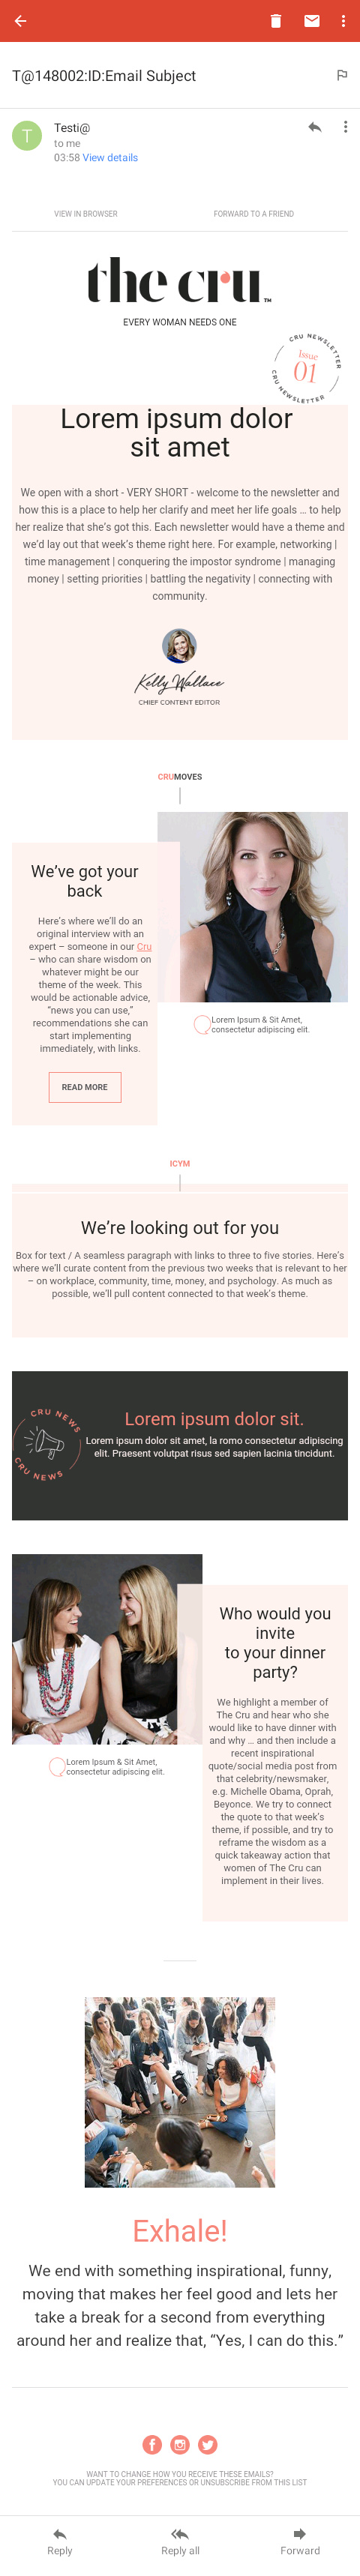 T@148002:ID:Email Subject
T
Testi@
to me
03:58 View details
VIEW IN BROWSER
FORWARD TO A FRIEND
the cru.™
EVERY WOMAN NEEDS ONE
CRU NEWSLETTER
Issue
01
CRU NEWSLETTER
Lorem ipsum dolor
sit amet
We open with a short - VERY SHORT - welcome to the newsletter and
how this is a place to help her clarify and meet her life goals … to help
her realize that she’s got this. Each newsletter would have a theme and
we’d lay out that week’s theme right here. For example, networking |
time management | conquering the impostor syndrome | managing
money | setting priorities | battling the negativity | connecting with
community.
Kelly Wallace
CHIEF CONTENT EDITOR
CRUMOVES
We’ve got your
back
Here’s where we’ll do an
original interview with an
expert – someone in our Cru
– who can share wisdom on
whatever might be our
theme of the week. This
would be actionable advice,
“news you can use,”
recommendations she can
start implementing
immediately, with links.
READ MORE
Lorem Ipsum & Sit Amet,
consectetur adipiscing elit.
ICYM
We’re looking out for you
Box for text / A seamless paragraph with links to three to five stories. Here’s
where we’ll curate content from the previous two weeks that is relevant to her
– on workplace, community, time, money, and psychology. As much as
possible, we’ll pull content connected to that week’s theme.
CRU NEWS
CRU NEWS
Lorem ipsum dolor sit.
Lorem ipsum dolor sit amet, la romo consectetur adipiscing
elit. Praesent volutpat risus sed sapien lacinia tincidunt.
Lorem Ipsum & Sit Amet,
consectetur adipiscing elit.
Who would you
invite
to your dinner
party?
We highlight a member of
The Cru and hear who she
would like to have dinner with
and why … and then include a
recent inspirational
quote/social media post from
that celebrity/newsmaker,
e.g. Michelle Obama, Oprah,
Beyonce. We try to connect
the quote to that week’s
theme, if possible, and try to
reframe the wisdom as a
quick takeaway action that
women of The Cru can
implement in their lives.
Exhale!
We end with something inspirational, funny,
moving that makes her feel good and lets her
take a break for a second from everything
around her and realize that, “Yes, I can do this.”
WANT TO CHANGE HOW YOU RECEIVE THESE EMAILS?
YOU CAN UPDATE YOUR PREFERENCES OR UNSUBSCRIBE FROM THIS LIST
Reply
Reply all
Forward